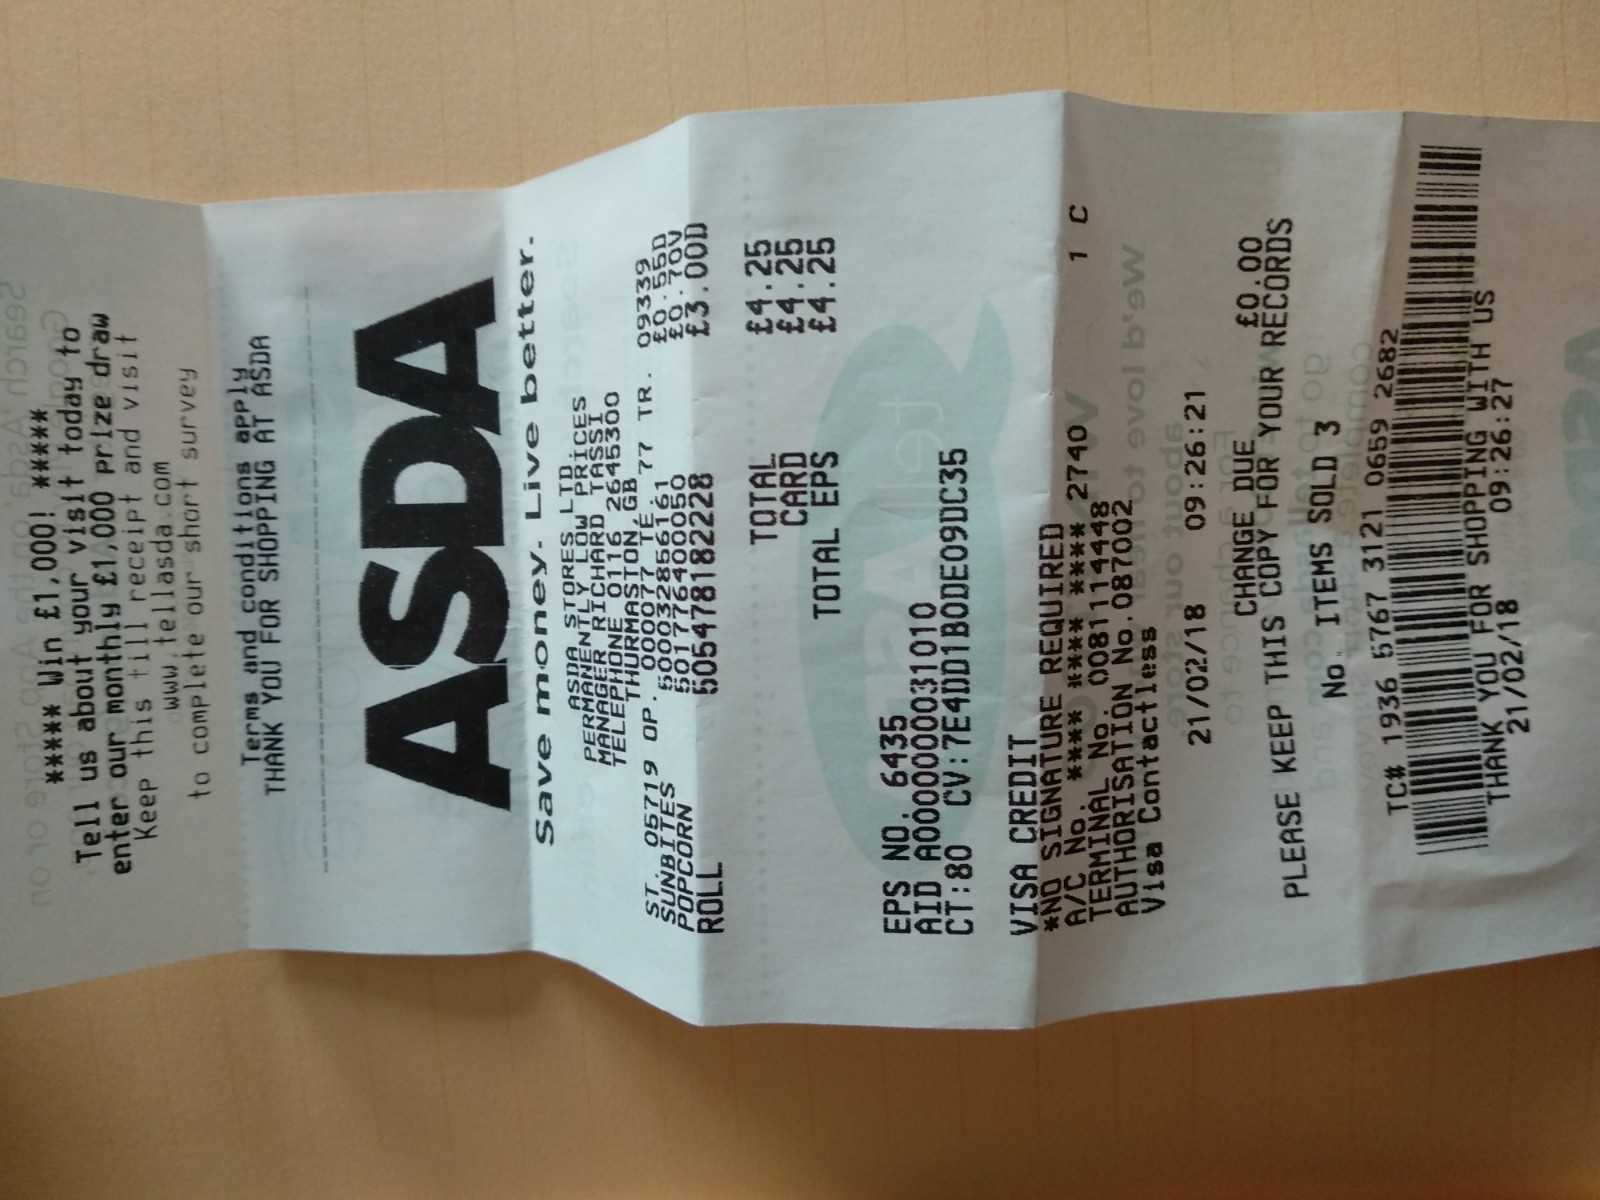 ***** Win £1,000! *****
Tell us about your visit today to
enter our monthly £1,000 prize draw
Keep this till receipt and visit
www.tellasda.com
to complete our short survey
Terms and conditions apply
THANK YOU FOR SHOPPING AT ASDA
ASDA
Save money. Live better.
ASDA STORES LTD.
PERMANENTLY LOW PRICES
MANAGER RICHARD TASSI
TELEPHONE 0116 2645300
THURMASTON,GB
ST. 05719 OP. 000077 TE. 77 TR. 09339
SUNBITES 5000328565161 £0.55D
POPCORN 5017764000050 £0.70V
ROLL 5054781182228 £3.00D
TOTAL £4.25
CARD £4.25
TOTAL EPS £4.25
EPS NO. 6435
AID A0000000031010
CT:80 CV:7E4DD1B0DE09DC35
VISA CREDIT
*NO SIGNATURE REQUIRED
A/C No. **** **** **** 2740 1 C
TERMINAL No. 008111448
AUTHORISATION No.087002
Visa Contactless
21/02/18 09:26:21
CHANGE DUE £0.00
PLEASE KEEP THIS COPY FOR YOUR RECORDS
No. ITEMS SOLD 3
TC# 1936 5767 3121 0659 2682
THANK YOU FOR SHOPPING WITH US
21/02/18 09:26:27